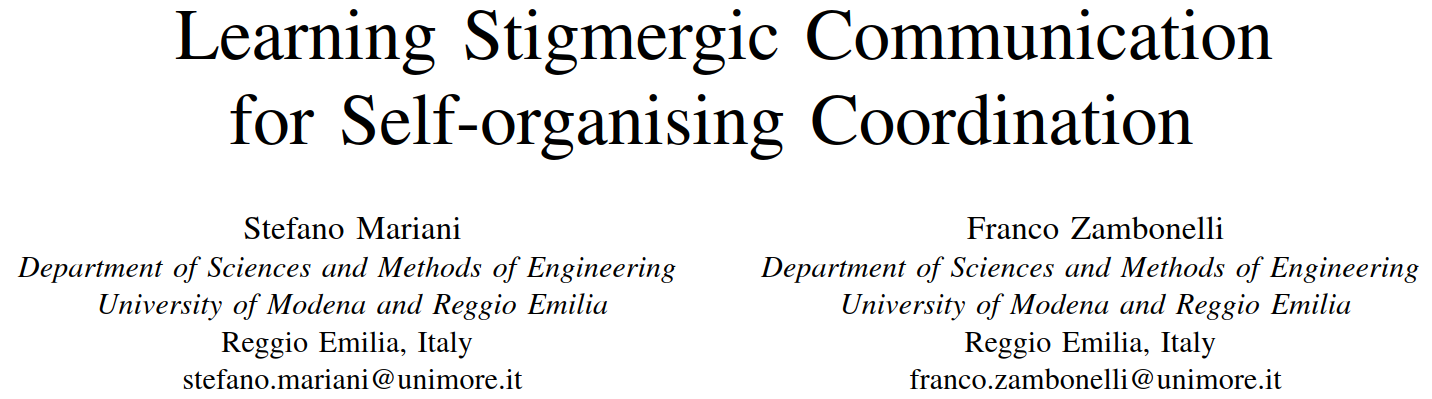 Learning Stigmergic Communication
for Self-organising Coordination
Stefano Mariani
Department of Sciences and Methods of Engineering
University of Modena and Reggio Emilia
Reggio Emilia, Italy
stefano.mariani@unimore.it
Franco Zambonelli
Department of Sciences and Methods of Engineering
University of Modena and Reggio Emilia
Reggio Emilia, Italy
franco.zambonelli@unimore.it